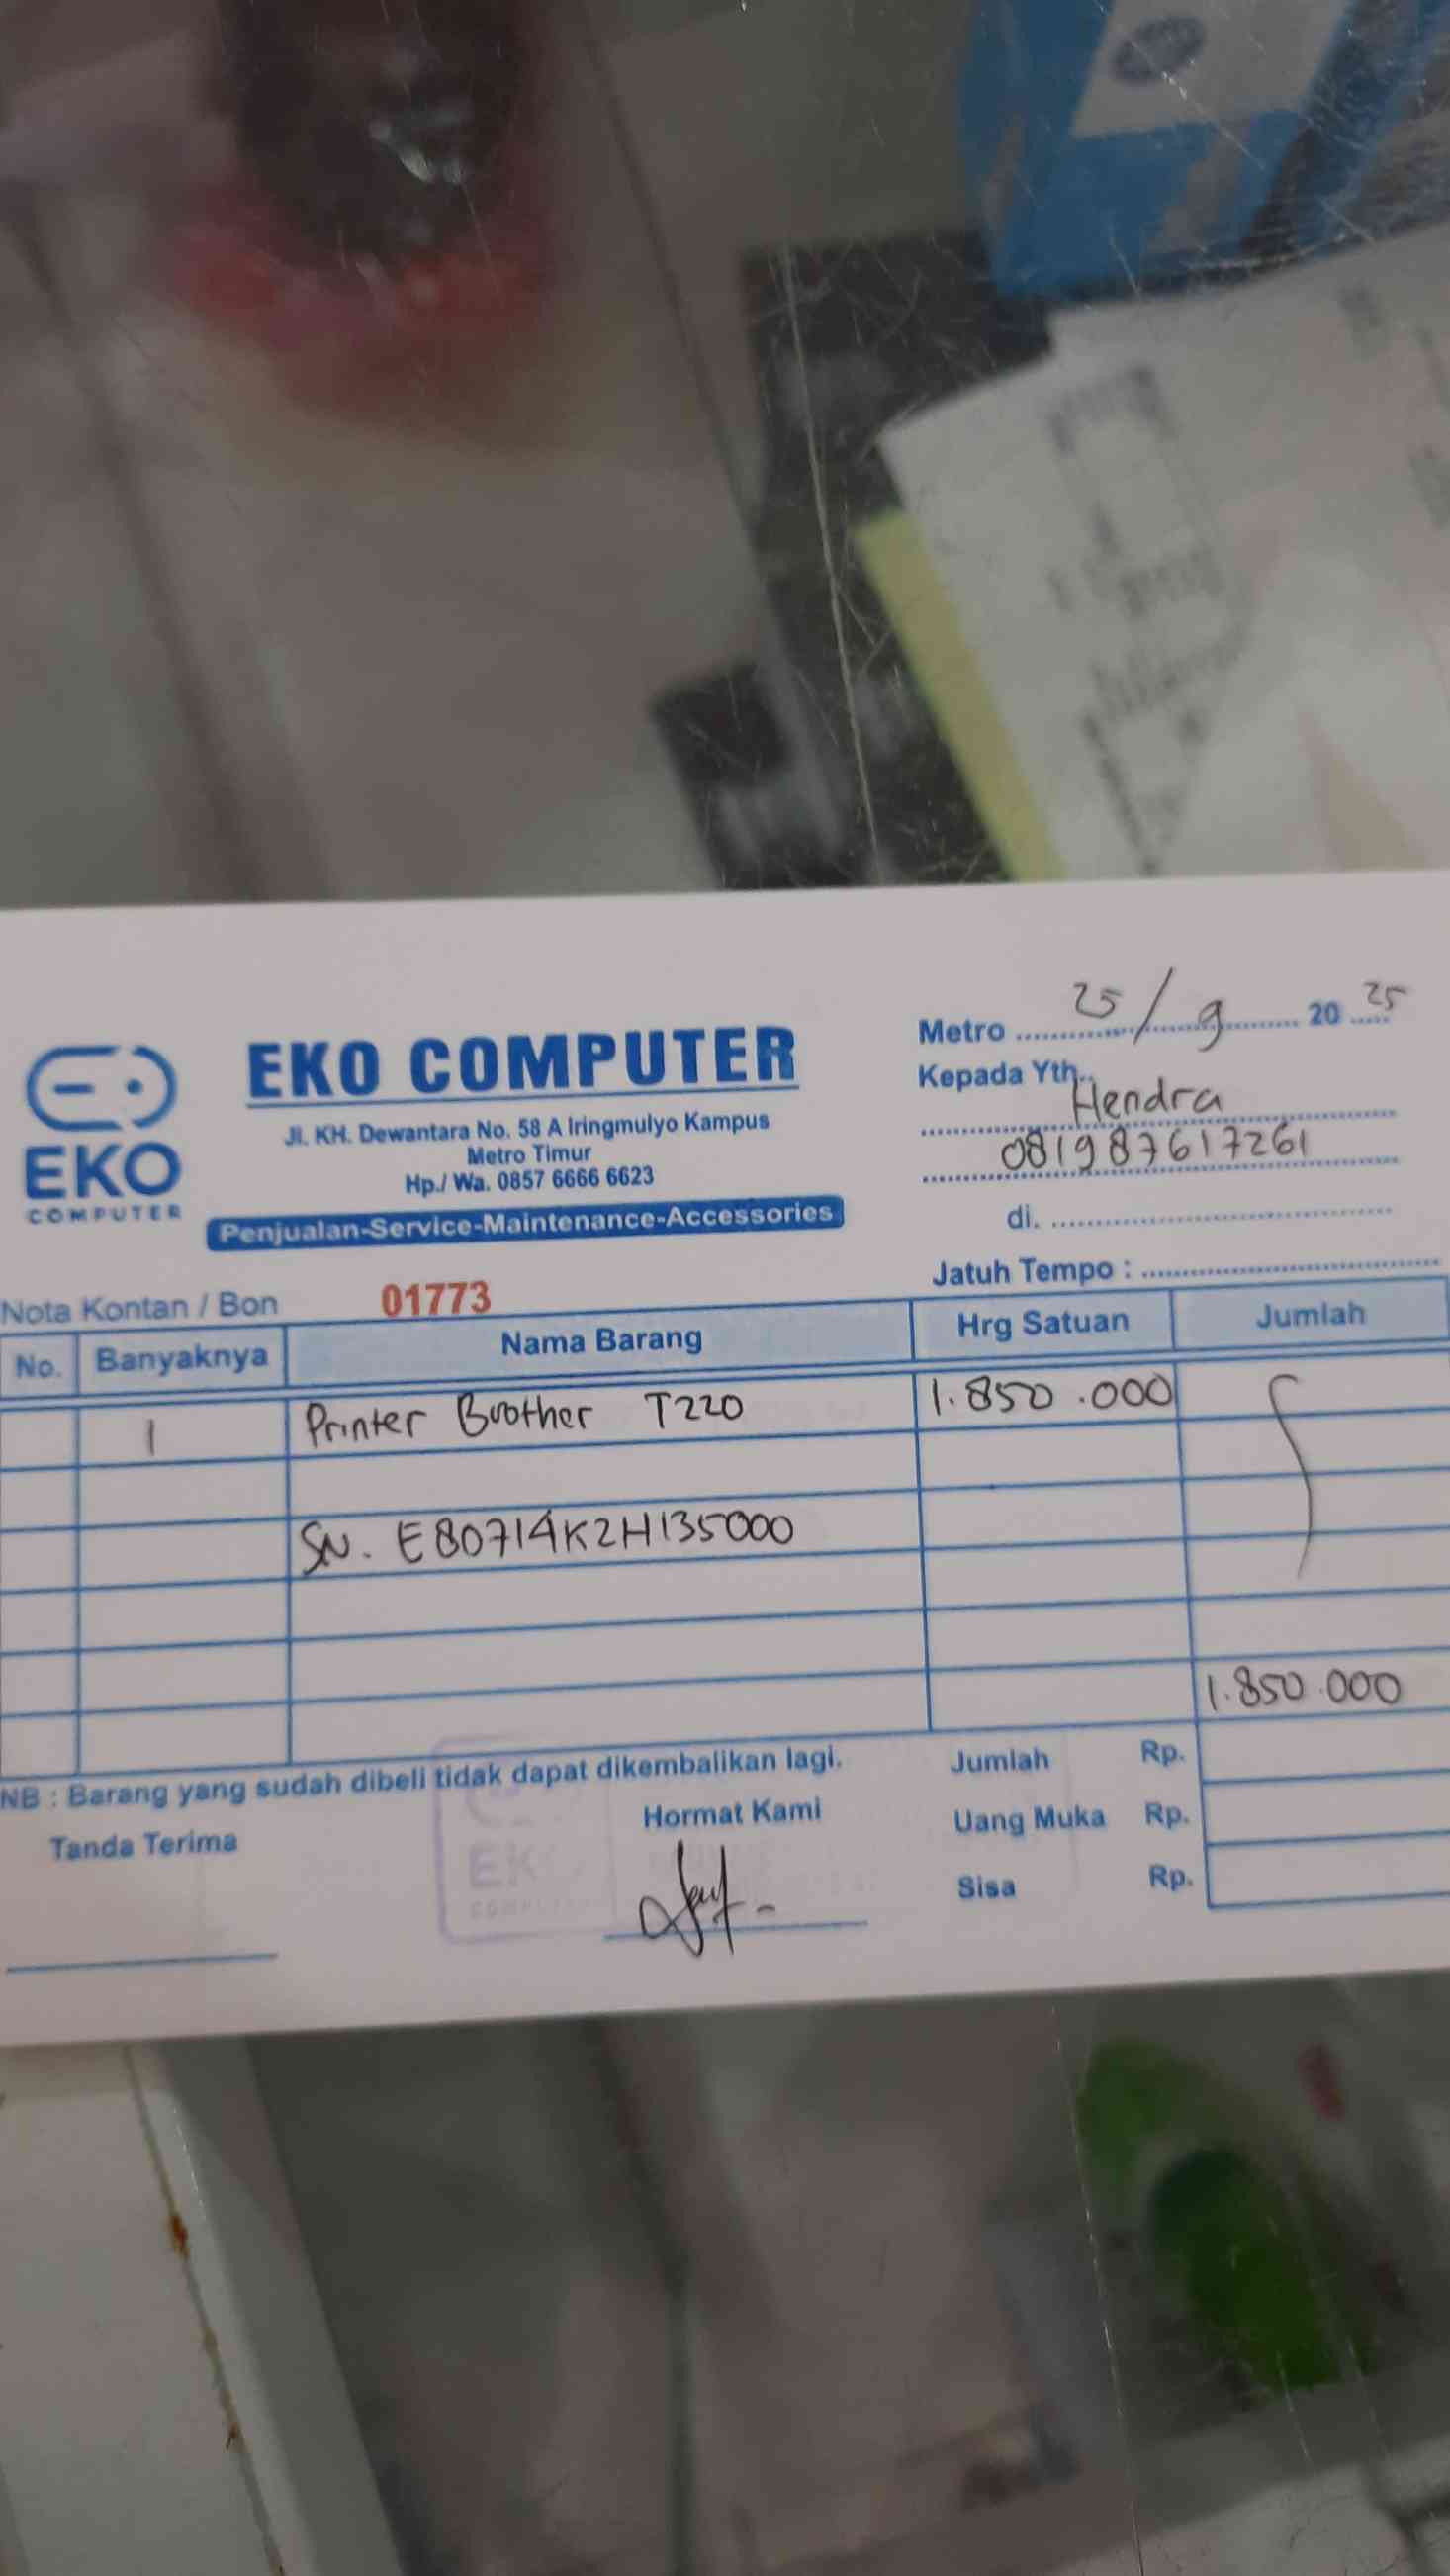 EKO
COMPUTER
EKO COMPUTER
Jl. KH. Dewantara No. 58 A Iringmulyo Kampus
Metro Timur
Hp./ Wa. 0857 6666 6623
Penjualan-Service-Maintenance-Accessories
Metro 25/9 2025
Kepada Yth. Hendra
081987617261
di.
Jatuh Tempo :
Nota Kontan / Bon 01773
No. Banyaknya Nama Barang Hrg Satuan Jumlah
1 Printer Brother T220 1.850.000
SN. E80714K2H135000
1.850.000
NB : Barang yang sudah dibeli tidak dapat dikembalikan lagi.
Jumlah Rp.
Tanda Terima Hormat Kami Uang Muka Rp.
Sisa Rp.
EKO
COMPUTER